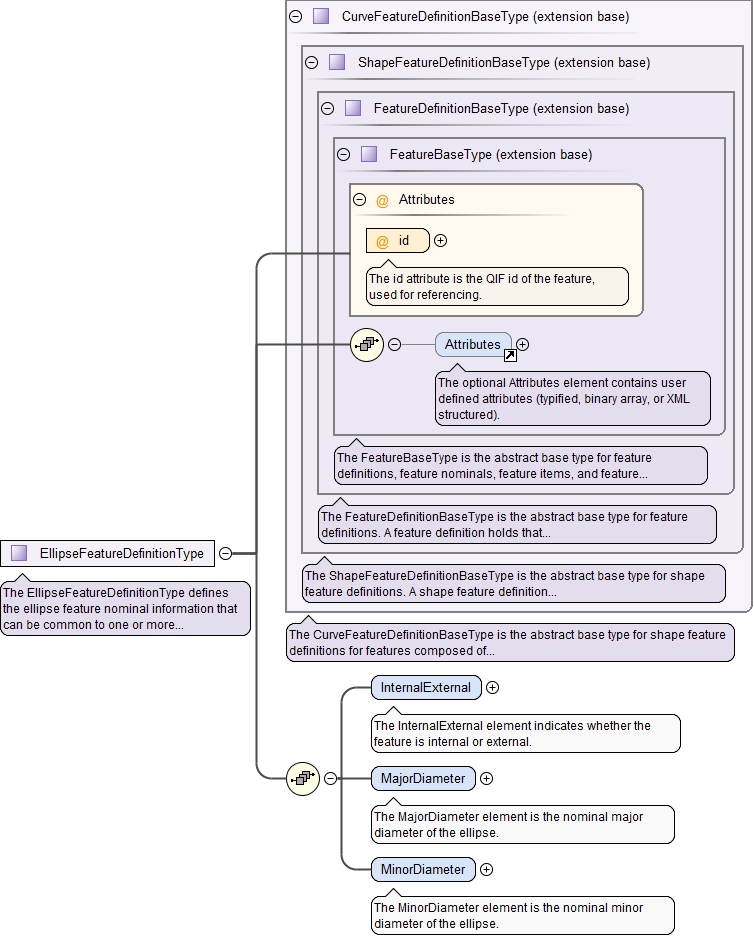 CurveFeatureDefinitionBaseType (extension base)
ShapeFeatureDefinitionBaseType (extension base)
FeatureDefinitionBaseType (extension base)
FeatureBaseType (extension base)
@ Attributes
@ id
The id attribute is the QIF id of the feature,
used for referencing.
Attributes
The optional Attributes element contains user
defined attributes (typified, binary array, or XML
structured).
The FeatureBaseType is the abstract base type for feature
definitions, feature nominals, feature items, and feature...
The FeatureDefinitionBaseType is the abstract base type for feature
definitions. A feature definition holds that...
EllipseFeatureDefinitionType
The EllipseFeatureDefinitionType defines
the ellipse feature nominal information that
can be common to one or more...
The ShapeFeatureDefinitionBaseType is the abstract base type for shape
feature definitions. A shape feature definition...
The CurveFeatureDefinitionBaseType is the abstract base type for shape feature
definitions for features composed of...
InternalExternal
The InternalExternal element indicates whether the
feature is internal or external.
MajorDiameter
The MajorDiameter element is the nominal major
diameter of the ellipse.
MinorDiameter
The MinorDiameter element is the nominal minor
diameter of the ellipse.